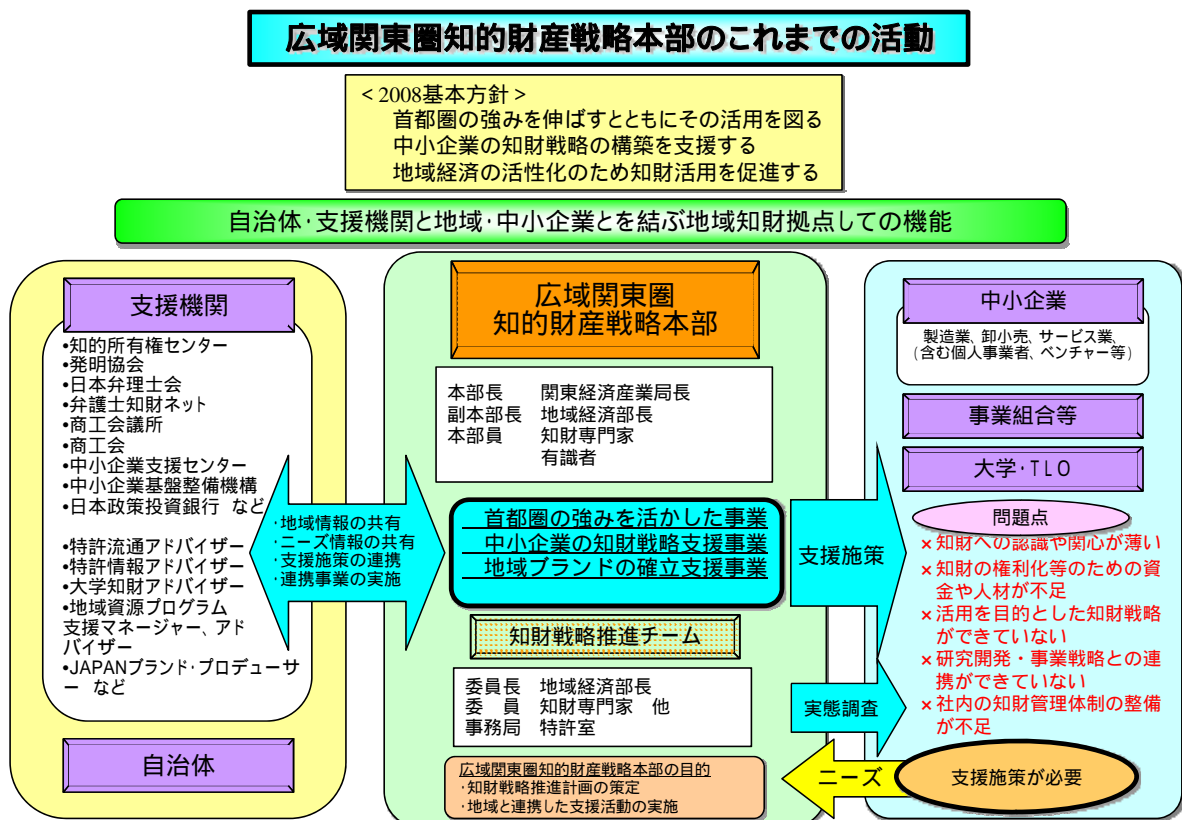 広域関東圏知的財産戦略本部のこれまでの活動
<2008基本方針>
首都圏の強みを伸ばすとともにその活用を図る
中小企業の知財戦略の構築を支援する
地域経済の活性化のため知財活用を促進する
自治体・支援機関と地域・中小企業とを結ぶ地域知財拠点しての機能
支援機関
•知的所有権センター
•発明協会
•日本弁理士会
•弁護士知財ネット
•商工会議所
•商工会
•中小企業支援センター
•中小企業基盤整備機構
•日本政策投資銀行 など
•特許流通アドバイザー
•特許情報アドバイザー
•大学知財アドバイザー
•地域資源プログラム
支援マネージャー、アド
バイザー
•JAPANブランド・プロデューサ
ー など
自治体
・地域情報の共有
・ニーズ情報の共有
・支援施策の連携
・連携事業の実施
広域関東圏
知的財産戦略本部
本部長 関東経済産業局長
副本部長 地域経済部長
本部員 知財専門家
有識者
首都圏の強みを活かした事業
中小企業の知財戦略支援事業
地域ブランドの確立支援事業
知財戦略推進チーム
委員長 地域経済部長
委 員 知財専門家 他
事務局 特許室
広域関東圏知的財産戦略本部の目的
・知財戦略推進計画の策定
・地域と連携した支援活動の実施
支援施策
実態調査
ニーズ
中小企業
製造業、卸小売、サービス業、
(含む個人事業者、ベンチャー等)
事業組合等
大学・TLO
問題点
×知財への認識や関心が薄い
×知財の権利化等のための資
金や人材が不足
×活用を目的とした知財戦略
ができていない
×研究開発・事業戦略との連
携ができていない
×社内の知財管理体制の整備
が不足
支援施策が必要